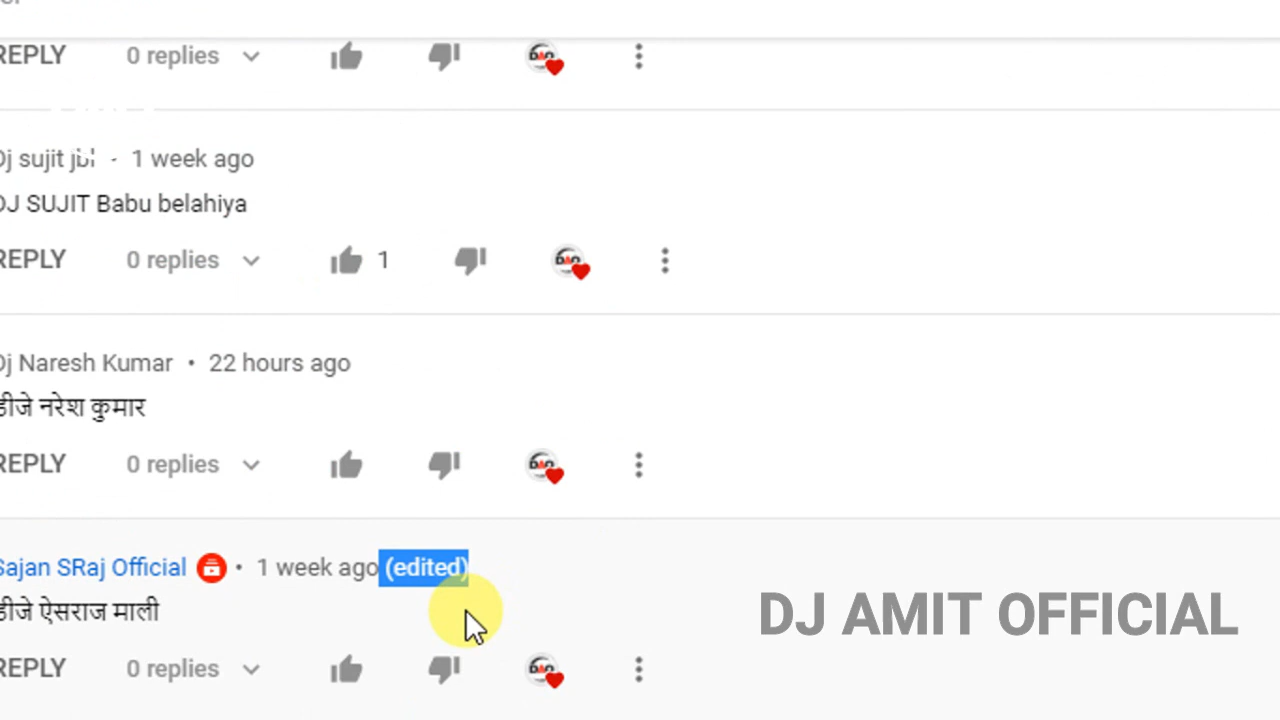 REPLY 0 replies
Dj sujit jbl - 1 week ago
DJ SUJIT Babu belahiya
REPLY 0 replies 1
Dj Naresh Kumar • 22 hours ago
डीजे नरेश कुमार
REPLY 0 replies
Sajan SRaj Official • 1 week ago (edited)
डीजे ऐसराज माली
DJ AMIT OFFICIAL
REPLY 0 replies